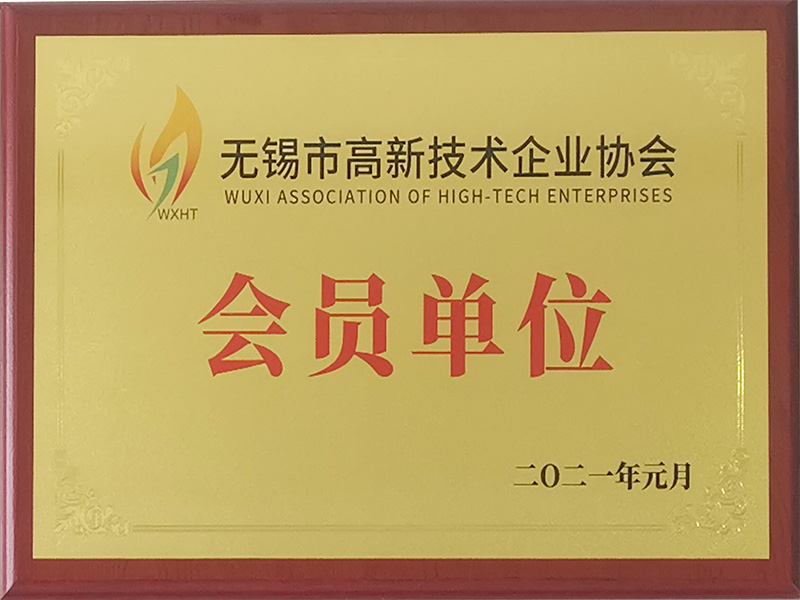 无锡市高新技术企业协会
WUXI ASSOCIATION OF HIGH-TECH ENTERPRISES
WXHT
会员单位
二〇二一年元月